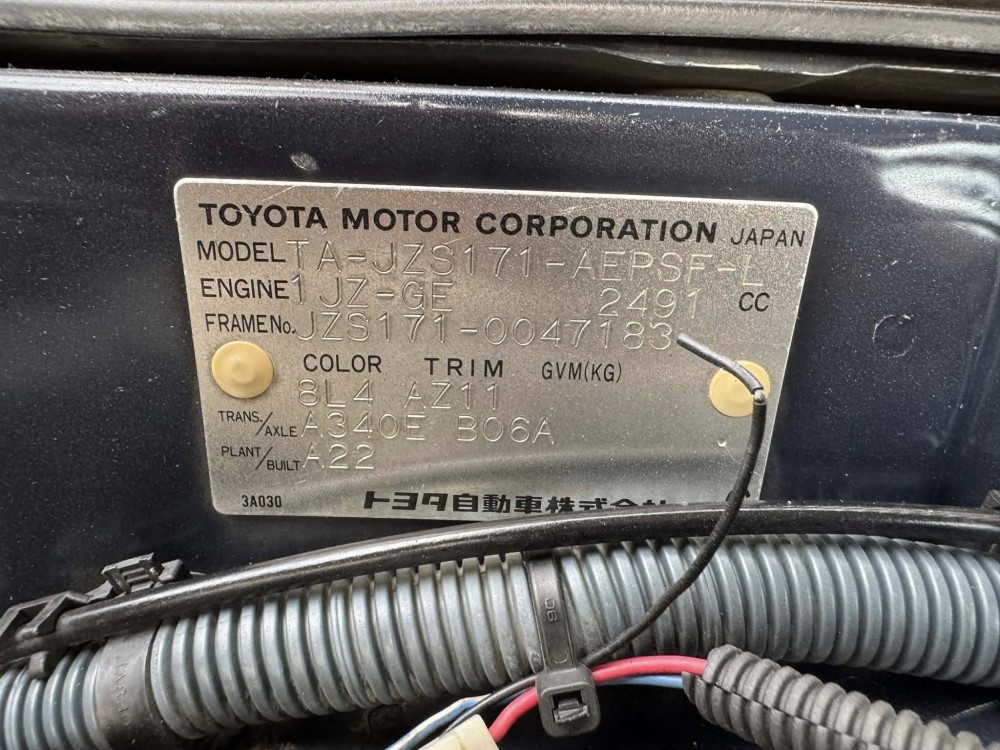 TOYOTA MOTOR CORPORATION JAPAN
MODEL TA-JZS171-AEPSF-L
ENGINE 1JZ-GE 2491 CC
FRAME No. JZS171-0047183
COLOR TRIM GVM(KG)
8L4 AZ11
TRANS./AXLE A340E B06A
PLANT/BUILT A22
3A030 トヨタ自動車株式会社